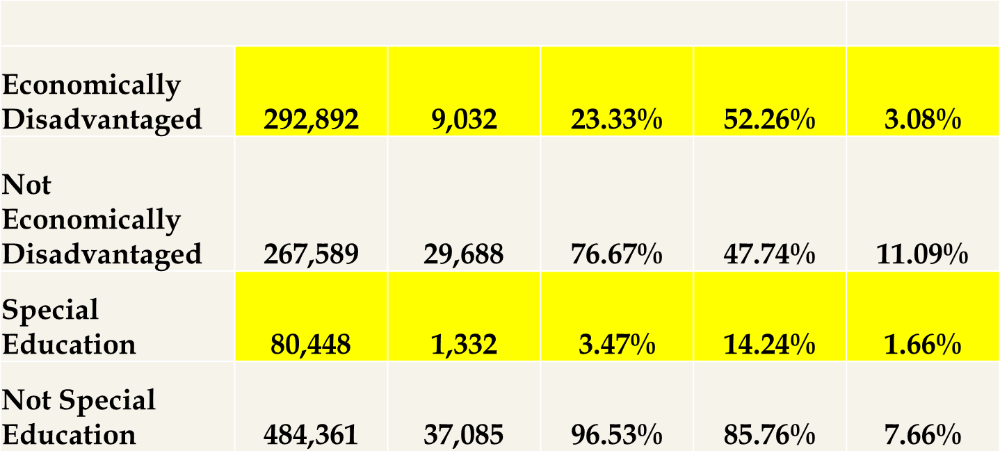 Economically
Disadvantaged 292,892 9,032 23.33% 52.26% 3.08%
Not
Economically
Disadvantaged 267,589 29,688 76.67% 47.74% 11.09%
Special
Education 80,448 1,332 3.47% 14.24% 1.66%
Not Special
Education 484,361 37,085 96.53% 85.76% 7.66%